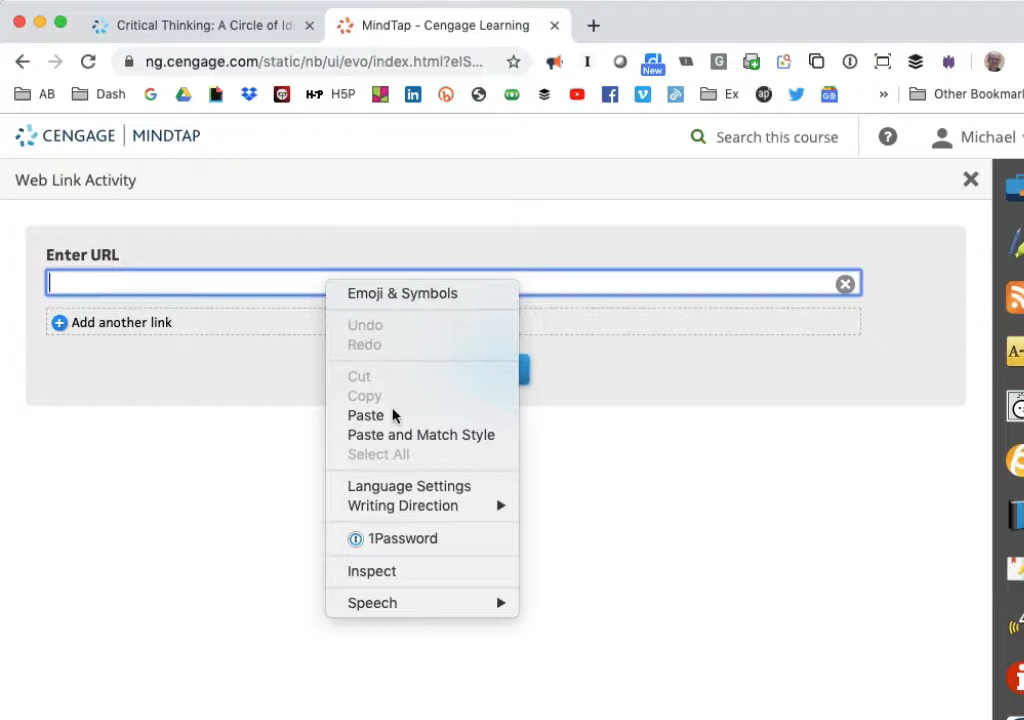 Critical Thinking: A Circle of Id
MindTap - Cengage Learning
ng.cengage.com/static/nb/ui/evo/index.html?eIS...
New
AB
Dash
H5P
Ex
Other Bookmar
CENGAGE MINDTAP
Search this course
Michael
Web Link Activity
Enter URL
Add another link
Emoji & Symbols
Undo
Redo
Cut
Copy
Paste
Paste and Match Style
Select All
Language Settings
Writing Direction
1Password
Inspect
Speech